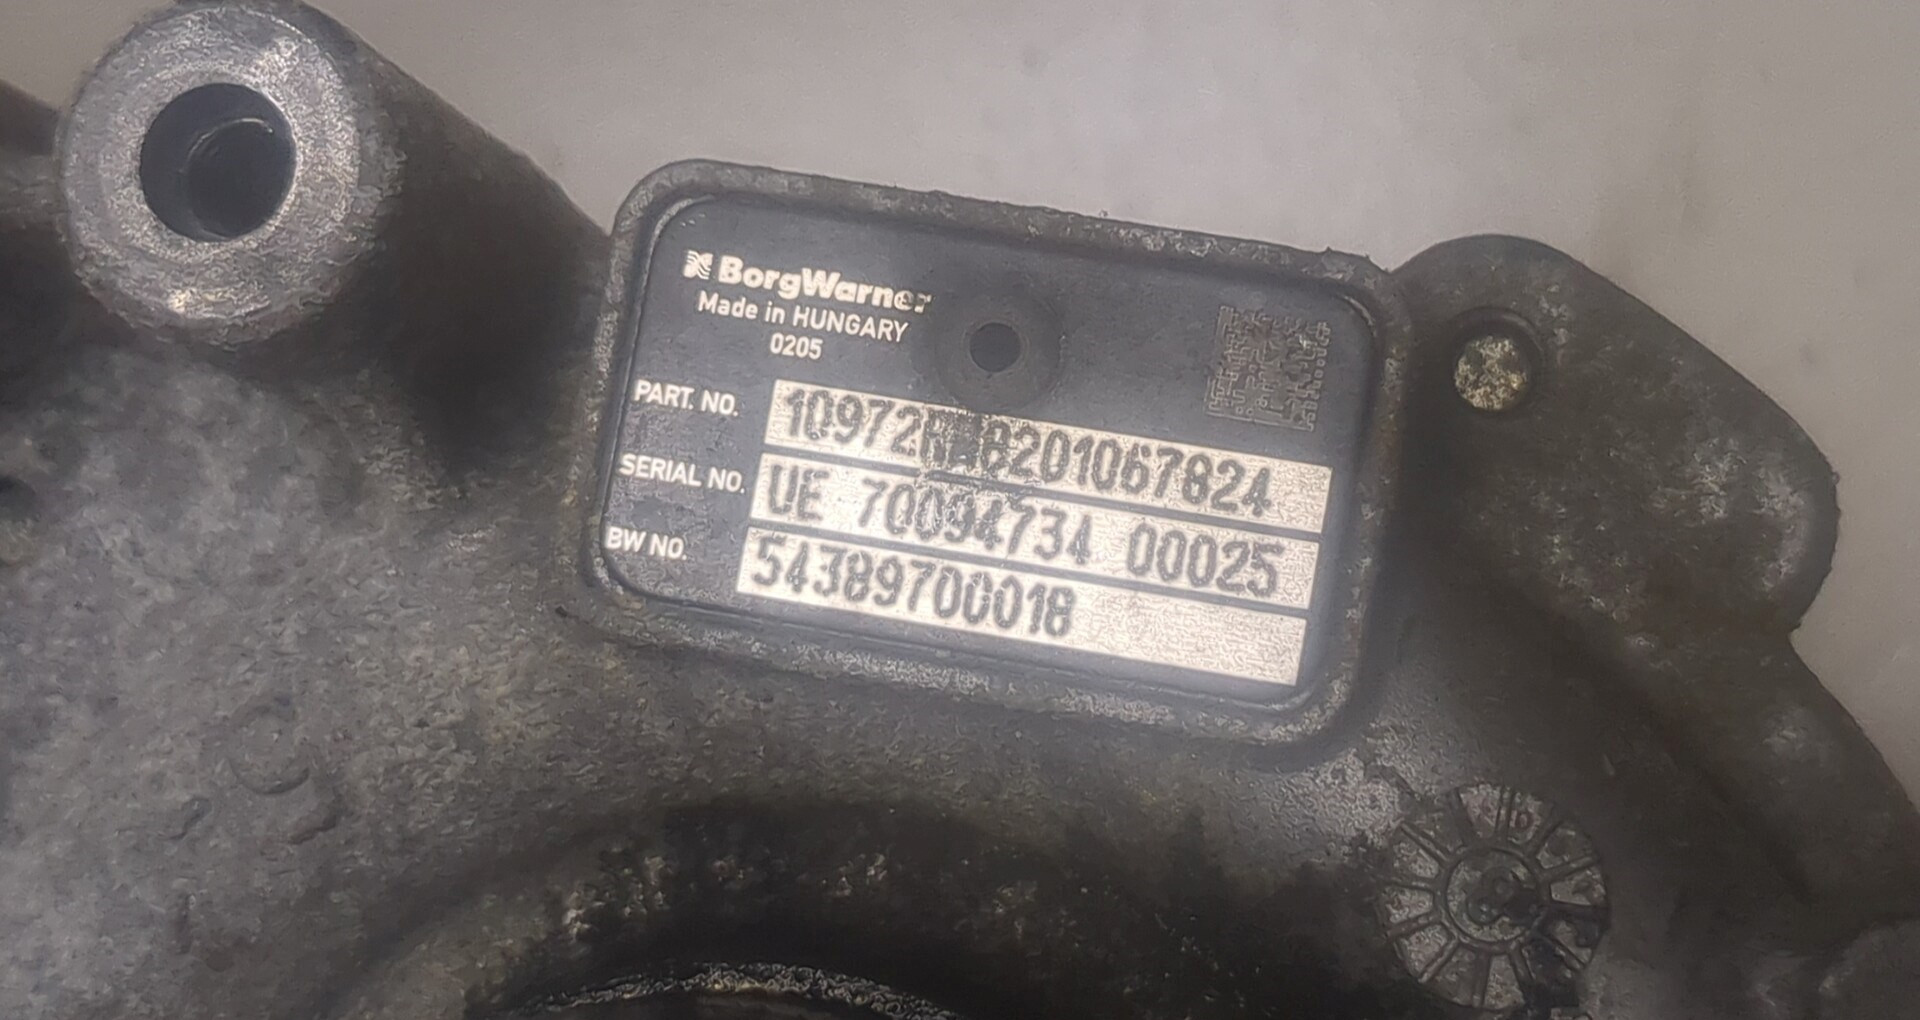 BorgWarner
Made in HUNGARY
0205
PART. NO.
SERIAL NO. UE 70094734 00025
BW NO. 54389700018